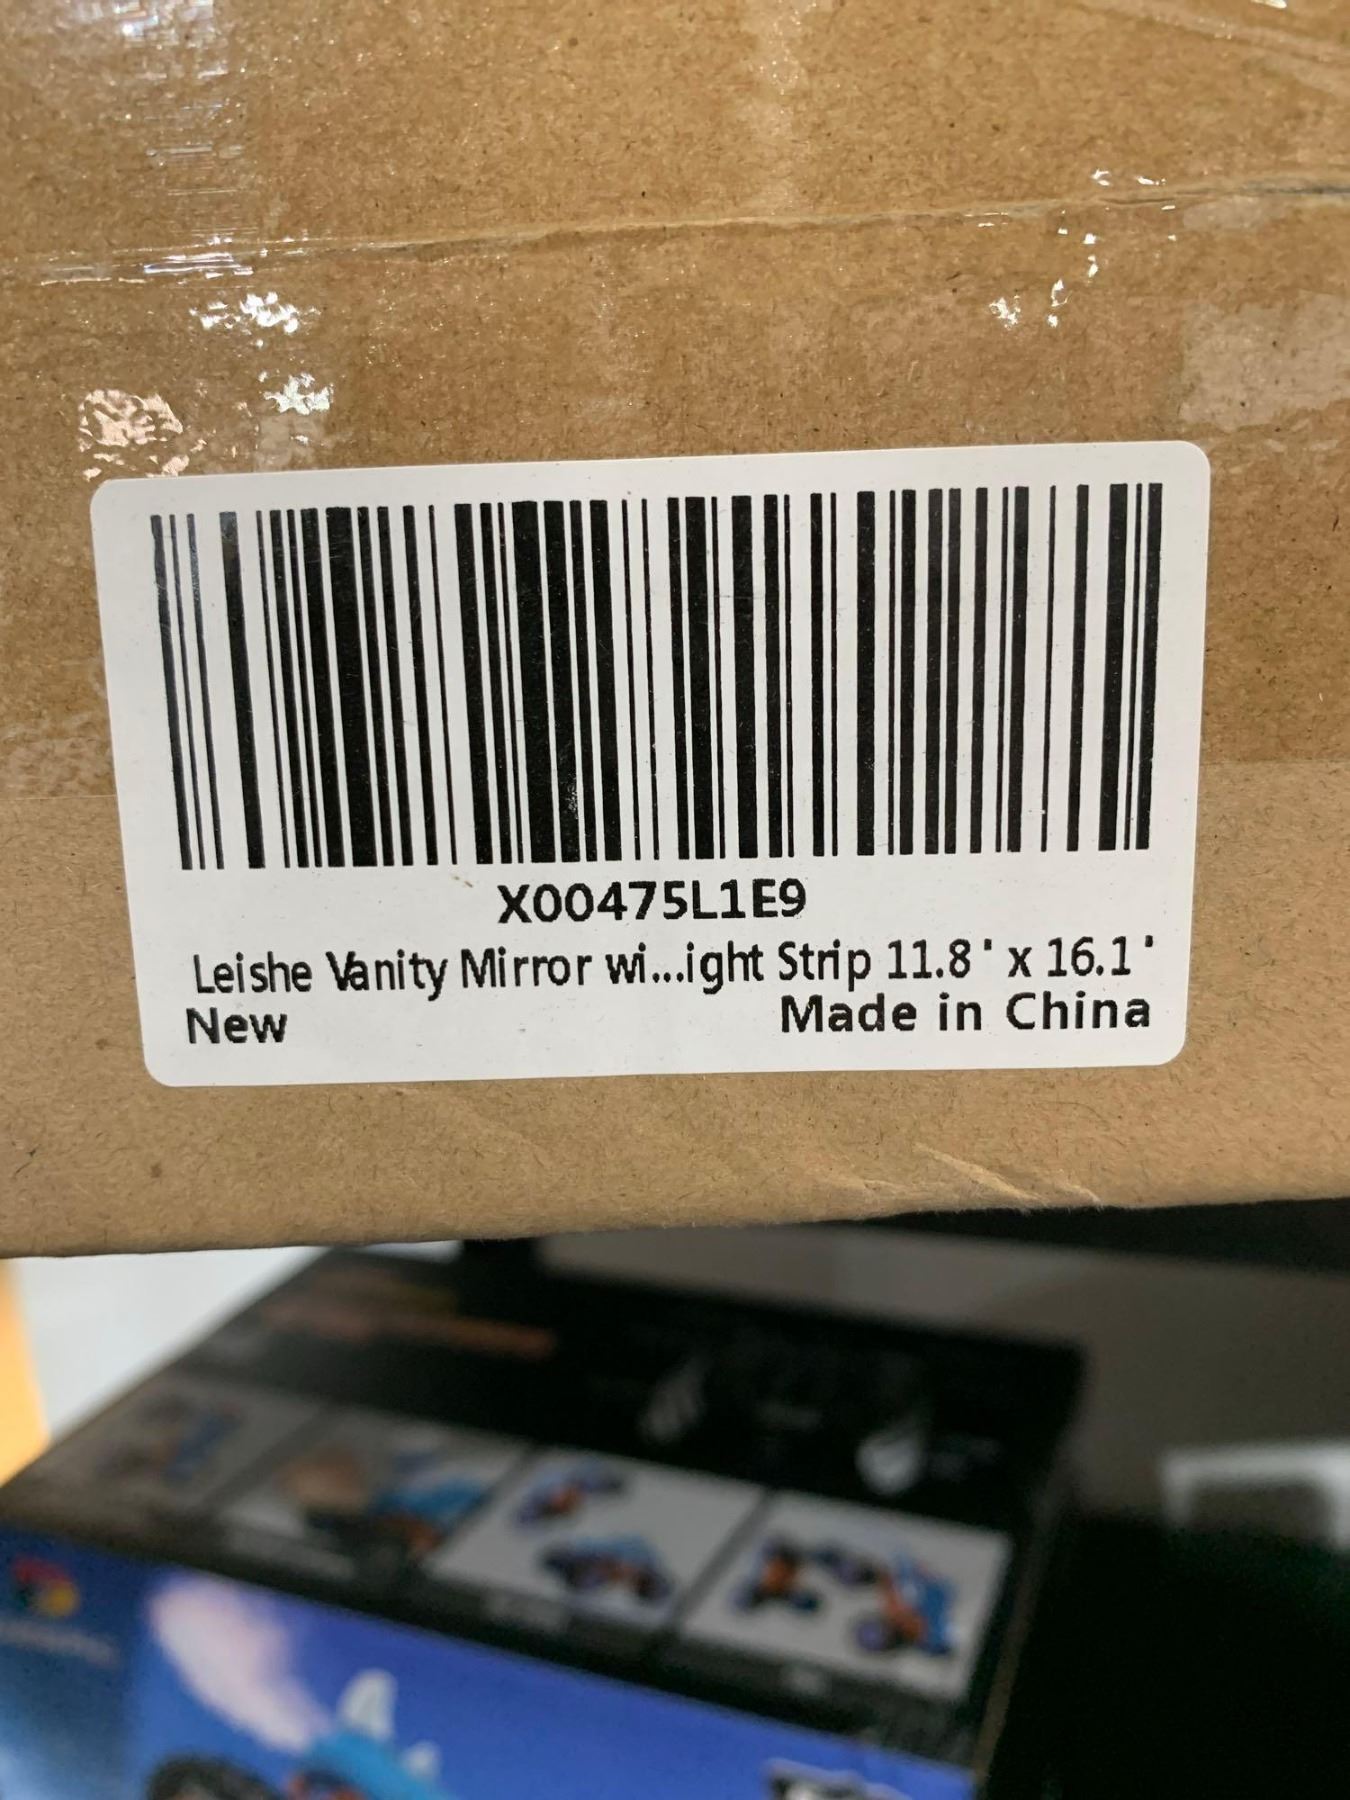 X00475L1E9
Leishe Vanity Mirror wi...ight Strip 11.8' x 16.1'
New Made in China